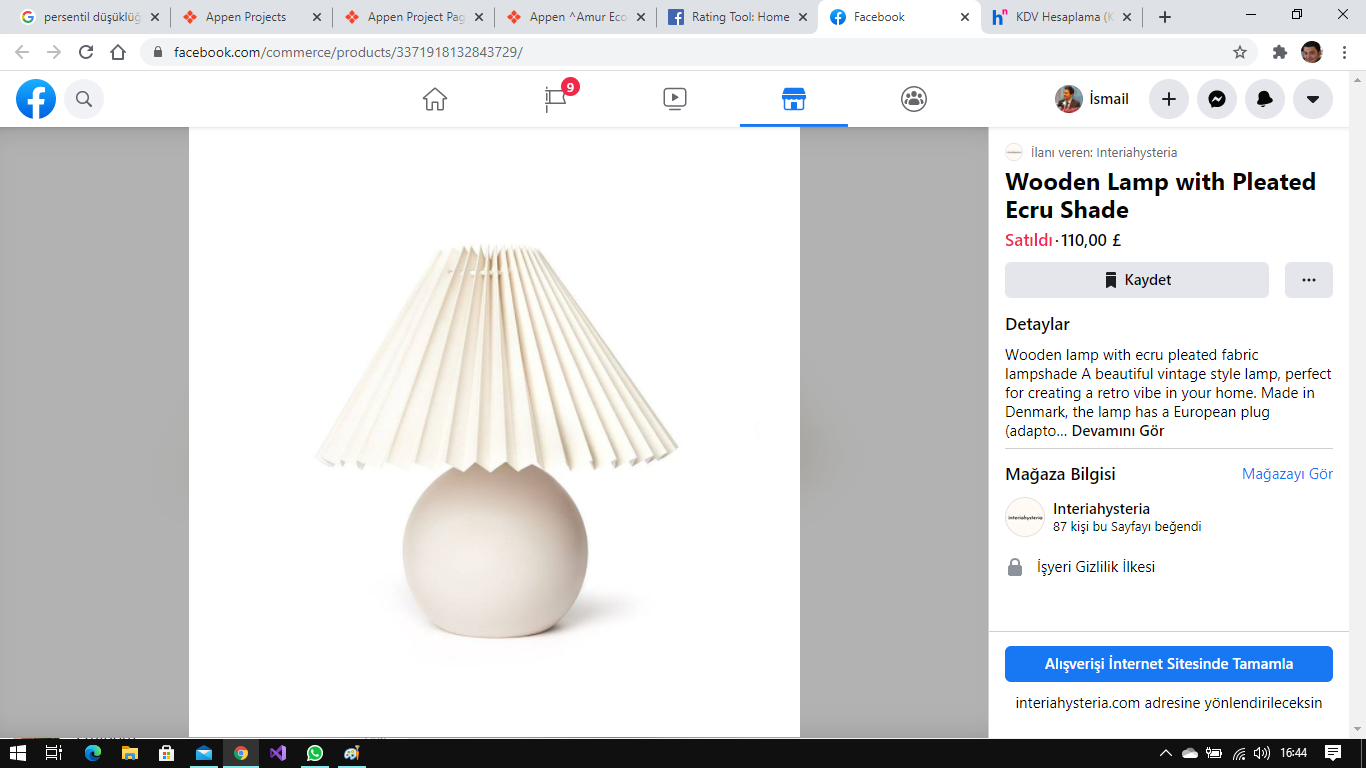 persentil düşüklüğ
Appen Projects
Appen Project Pag
Appen ^Amur Eco
Rating Tool: Home
Facebook
KDV Hesaplama (K
facebook.com/commerce/products/3371918132843729/
9
İsmail
İlanı veren: Interiahysteria
Wooden Lamp with Pleated
Ecru Shade
Satıldı · 110,00 £
Kaydet
Detaylar
Wooden lamp with ecru pleated fabric
lampshade A beautiful vintage style lamp, perfect
for creating a retro vibe in your home. Made in
Denmark, the lamp has a European plug
(adapto... Devamını Gör
Mağaza Bilgisi
Mağazayı Gör
interiahysteria
Interiahysteria
87 kişi bu Sayfayı beğendi
İşyeri Gizlilik İlkesi
Alışverişi İnternet Sitesinde Tamamla
interiahysteria.com adresine yönlendirileceksin
16:44